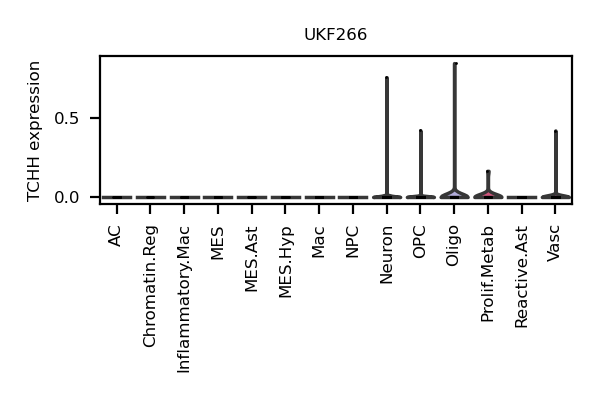 UKF266
TCHH expression
0.5
0.0
AC
Chromatin.Reg
Inflammatory.Mac
MES
MES.Ast
MES.Hyp
Mac
NPC
Neuron
OPC
Oligo
Prolif.Metab
Reactive.Ast
Vasc